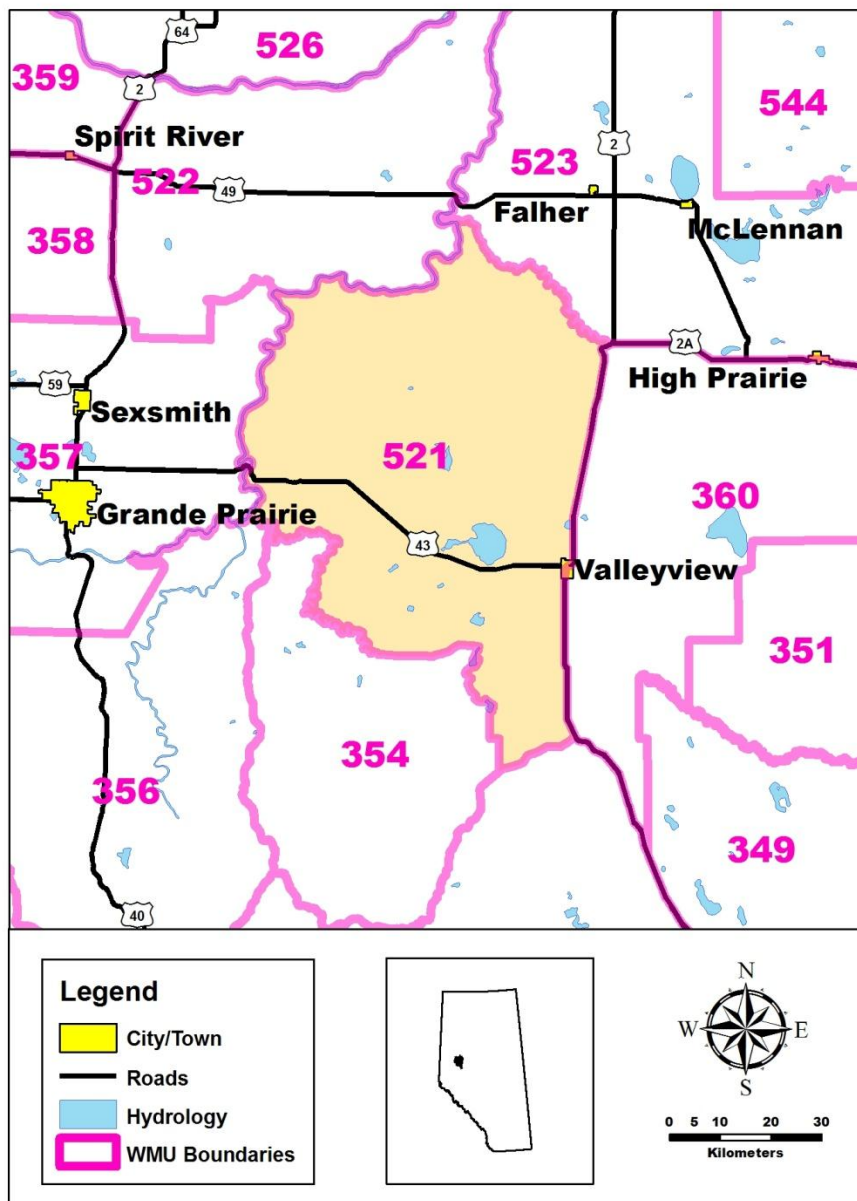 64
526
359
2
544
Spirit River
523
2
522
49
Falher
McLennan
358
2A
High Prairie
59
Sexsmith
357
521
360
Grande Prairie
43
Valleyview
351
354
356
349
40
Legend
City/Town
Roads
Hydrology
WMU Boundaries
N
W E
S
0 5 10 20 30
Kilometers